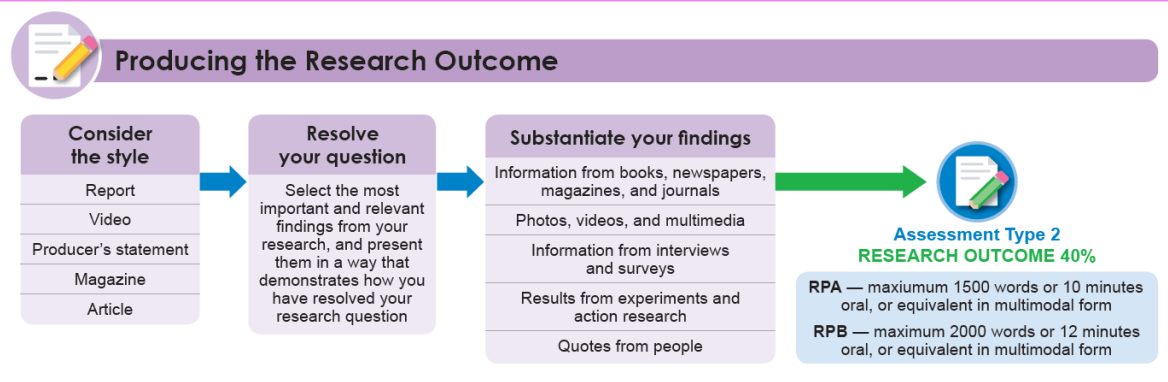 Producing the Research Outcome
Consider
the style
Report
Video
Producer's statement
Magazine
Article
Resolve
your question
Select the most
important and relevant
findings from your
research, and present
them in a way that
demonstrates how you
have resolved your
research question
Substantiate your findings
Information from books, newspapers,
magazines, and journals
Photos, videos, and multimedia
Information from interviews
and surveys
Results from experiments and
action research
Quotes from people
Assessment Type 2
RESEARCH OUTCOME 40%
RPA — maxiumum 1500 words or 10 minutes
oral, or equivalent in multimodal form
RPB — maximum 2000 words or 12 minutes
oral, or equivalent in multimodal form